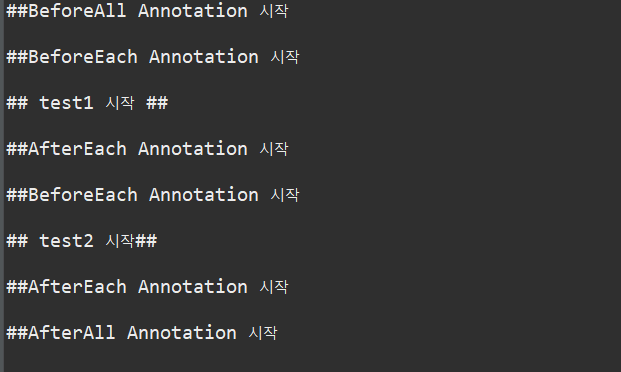 ##BeforeAll Annotation 시작
##BeforeEach Annotation 시작
## test1 시작 ##
##AfterEach Annotation 시작
##BeforeEach Annotation 시작
## test2 시작##
##AfterEach Annotation 시작
##AfterAll Annotation 시작